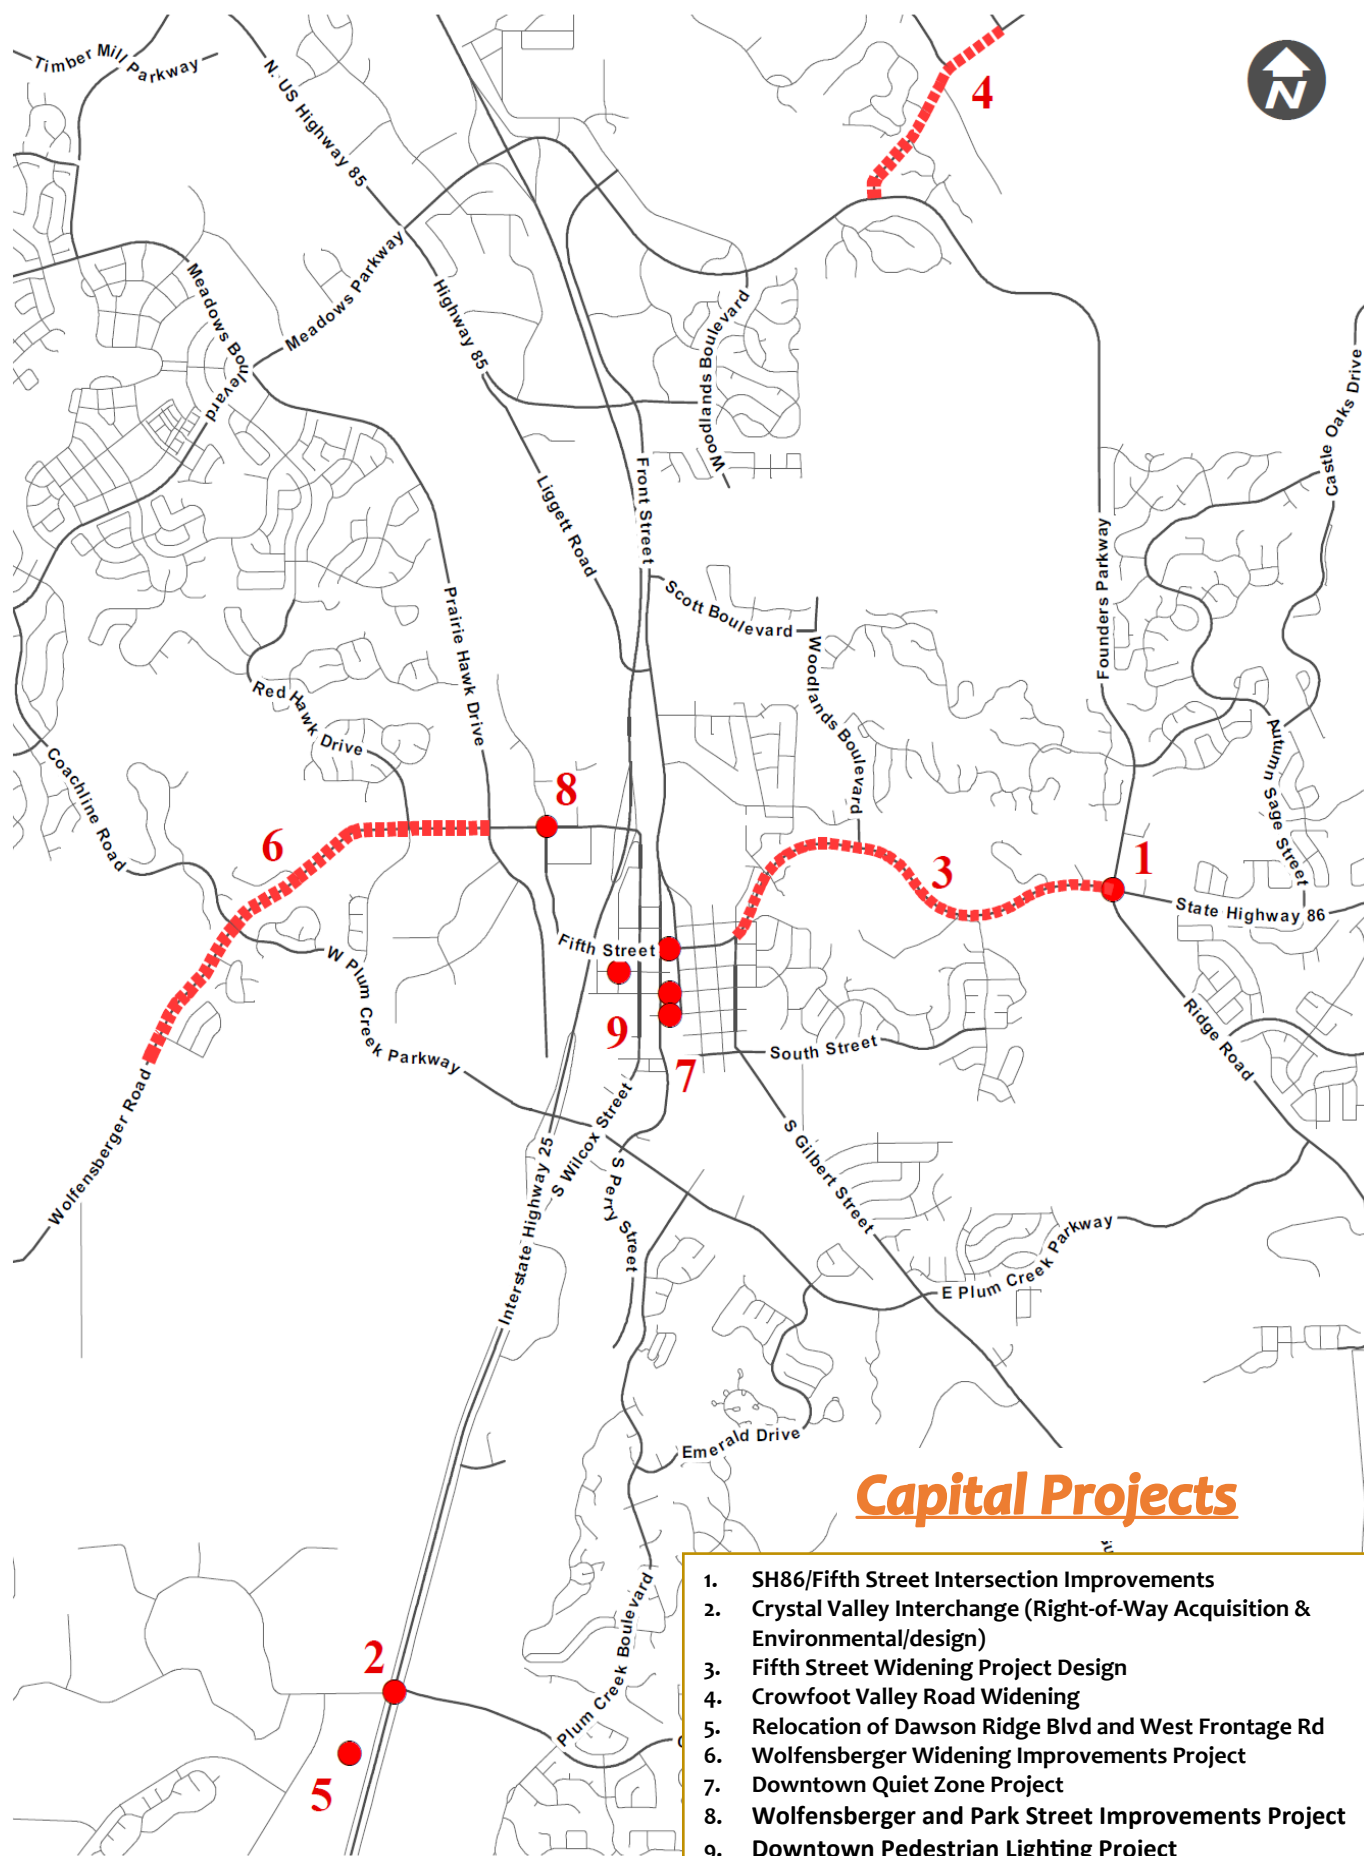 Timber Mill Parkway
N. US Highway 85
4
N
Meadows Parkway
Meadows Boulevard
Highway 85
Woodlands Boulevard
Castle Oaks Drive
Front Street
Liggett Road
Founders Parkway
Scott Boulevard
Prairie Hawk Drive
Woodlands Boulevard
Red Hawk Drive
Autumn Sage Street
Coachline Road
8
6
3
1
State Highway 86
Fifth Street
W Plum Creek Parkway
9
7
South Street
Ridge Road
Wolfensberger Road
S Wilcox Street
S Gilbert Street
Interstate Highway 25
S Perry Street
E Plum Creek Parkway
Emerald Drive
Capital Projects
Plum Creek Boulevard
2
5
1. SH86/Fifth Street Intersection Improvements
2. Crystal Valley Interchange (Right-of-Way Acquisition &
Environmental/design)
3. Fifth Street Widening Project Design
4. Crowfoot Valley Road Widening
5. Relocation of Dawson Ridge Blvd and West Frontage Rd
6. Wolfensberger Widening Improvements Project
7. Downtown Quiet Zone Project
8. Wolfensberger and Park Street Improvements Project
9. Downtown Pedestrian Lighting Project